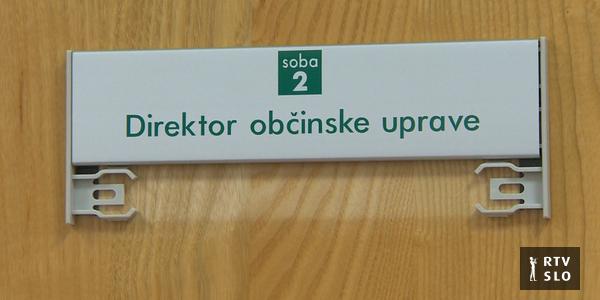 soba
2
Direktor občinske uprave
RTV
SLO